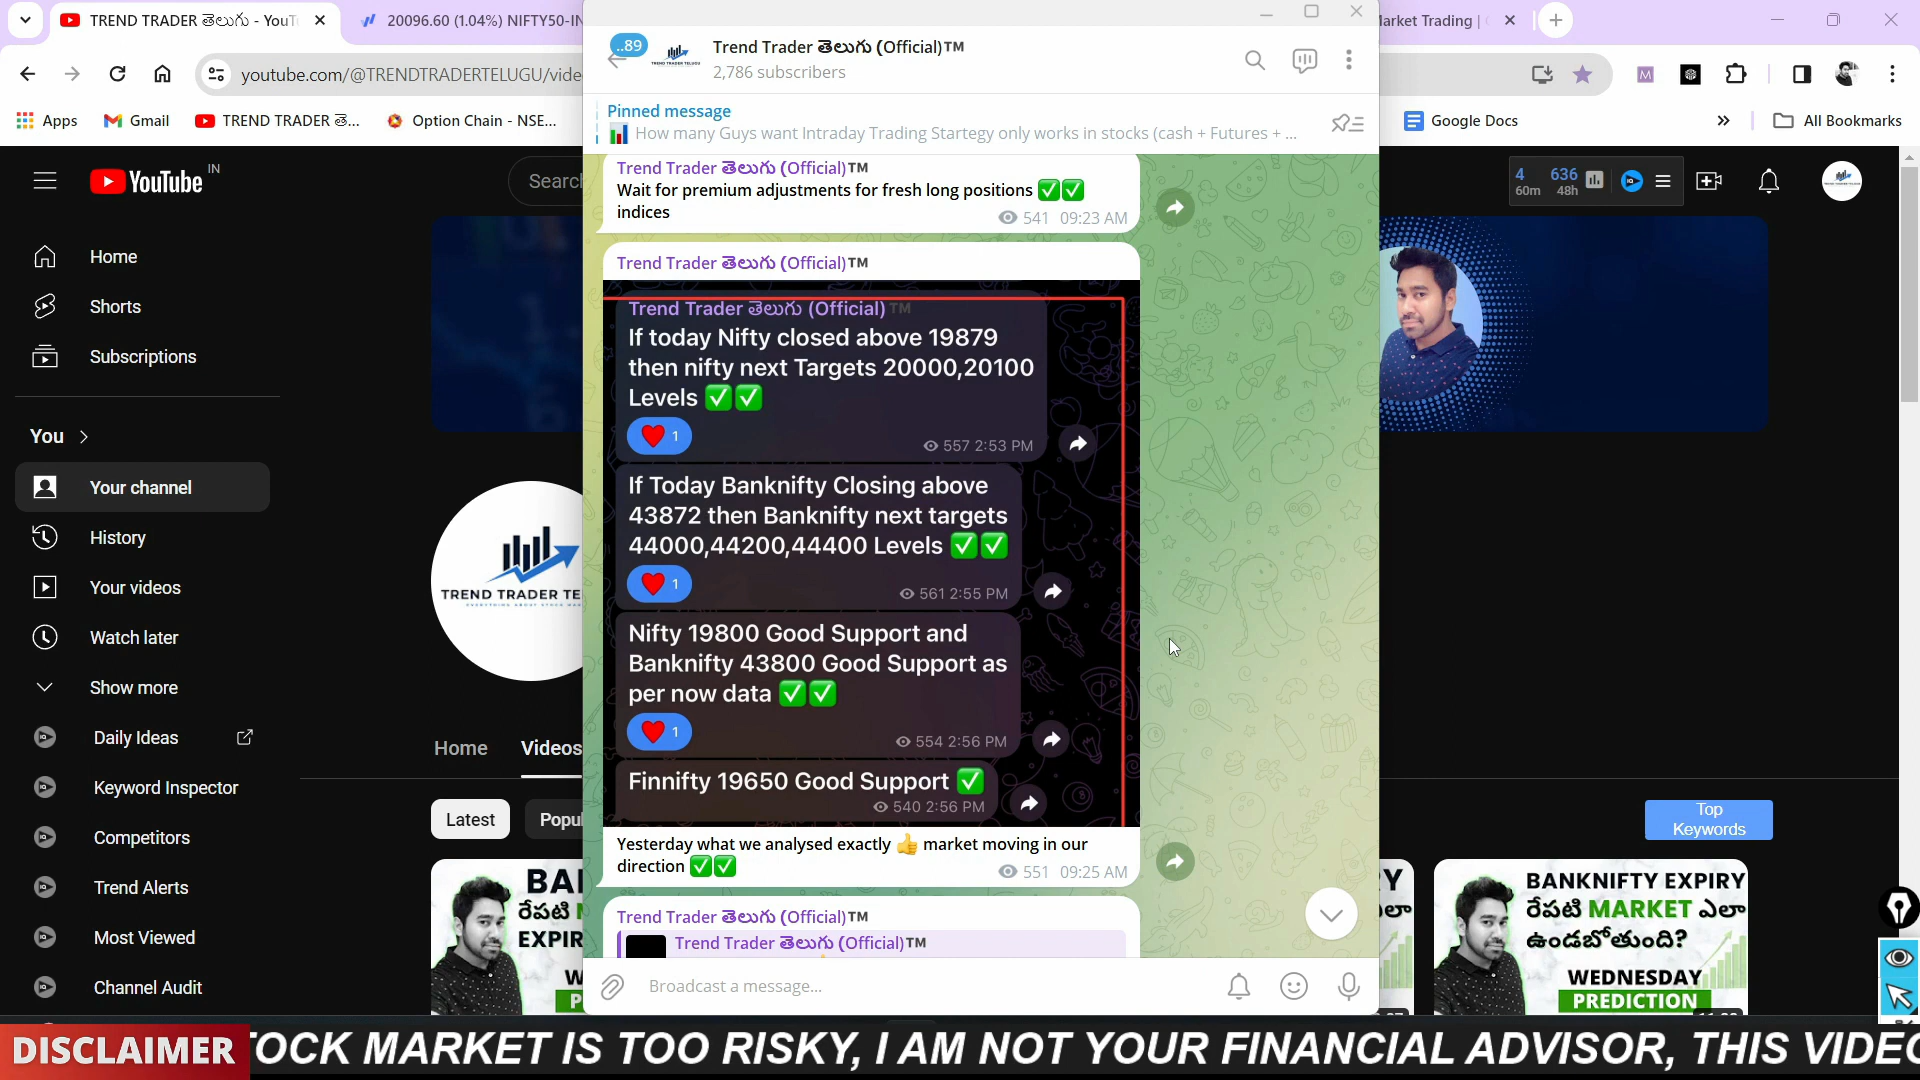 TREND TRADER తెలుగు - YouT
20096.60 (1.04%) NIFTY50-IN
Market Trading |
youtube.com/@TRENDTRADERTELUGU/vide
Apps
Gmail
TRENDTRADER తె...
Option Chain - NSE...
Google Docs
All Bookmarks
YouTube IN
Search
4 60m 636 48h
Home
Shorts
Subscriptions
You
Your channel
History
Your videos
Watch later
Show more
Daily Ideas
Keyword Inspector
Competitors
Trend Alerts
Most Viewed
Channel Audit
TREND TRADER TE
Home Videos
Latest
Popul
..89
TREND TRADER TELUGU
Trend Trader తెలుగు (Official)™
2,786 subscribers
Pinned message
How many Guys want Intraday Trading Startegy only works in stocks (cash + Futures + ...
Trend Trader తెలుగు (Official)™
Wait for premium adjustments for fresh long positions ✅✅
indices
541 09:23 AM
Trend Trader తెలుగు (Official)™
Trend Trader తెలుగు (Official)™
If today Nifty closed above 19879
then nifty next Targets 20000,20100
Levels ✅✅
❤ 1
557 2:53 PM
If Today Banknifty Closing above
43872 then Banknifty next targets
44000,44200,44400 Levels ✅✅
❤ 1
561 2:55 PM
Nifty 19800 Good Support and
Banknifty 43800 Good Support as
per now data ✅✅
❤ 1
554 2:56 PM
Finnifty 19650 Good Support ✅
540 2:56 PM
Yesterday what we analysed exactly 👍 market moving in our
direction ✅✅
551 09:25 AM
Trend Trader తెలుగు (Official)™
Trend Trader తెలుగు (Official)™
Broadcast a message...
Top
Keywords
BAI
రేపటి
EXPIR
BANKNIFTY EXPIRY
రేపటి MARKET ఎలా
ఉండబోతుంది?
WEDNESDAY
PREDICTION
DISCLAIMER
TOCK MARKET IS TOO RISKY, I AM NOT YOUR FINANCIAL ADVISOR, THIS VIDEO